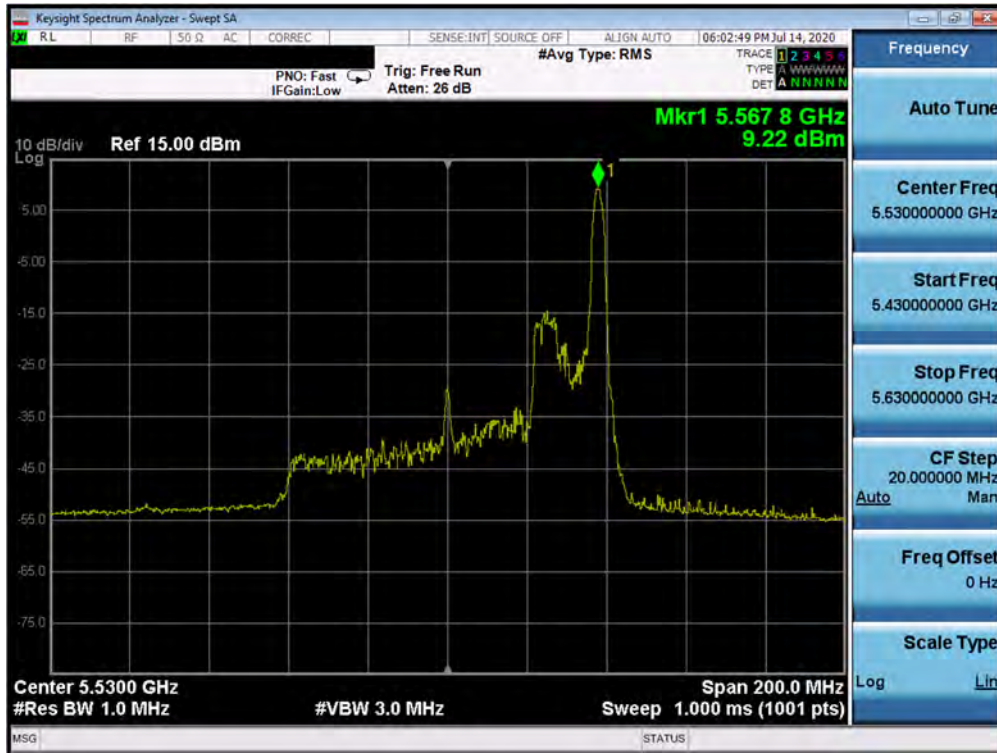 Keysight Spectrum Analyzer - Swept SA
RL RF 50 Ω AC CORREC SENSE:INT SOURCE OFF ALIGN AUTO 06:02:49 PM Jul 14, 2020
#Avg Type: RMS TRACE 1 2 3 4 5 6
PNO: Fast Trig: Free Run TYPE A WWWWW
IFGain:Low Atten: 26 dB DET A N N N N N
Mkr1 5.567 8 GHz
9.22 dBm
10 dB/div Ref 15.00 dBm
Log
1
5.00
-5.00
-15.0
-25.0
-35.0
-45.0
-55.0
-65.0
-75.0
Center 5.5300 GHz Span 200.0 MHz
#Res BW 1.0 MHz #VBW 3.0 MHz Sweep 1.000 ms (1001 pts)
MSG STATUS
Frequency
Auto Tune
Center Freq
5.530000000 GHz
Start Freq
5.430000000 GHz
Stop Freq
5.630000000 GHz
CF Step
20.000000 MHz
Auto Man
Freq Offset
0 Hz
Scale Type
Log Lin